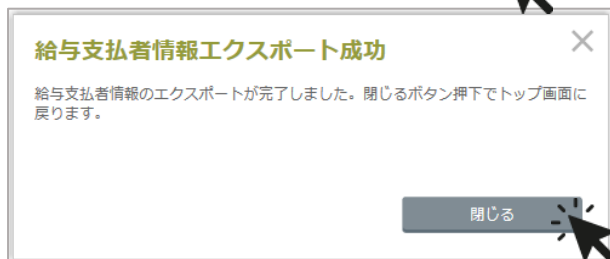 給与支払者情報エクスポート成功
給与支払者情報のエクスポートが完了しました。閉じるボタン押下でトップ画面に
戻ります。
閉じる